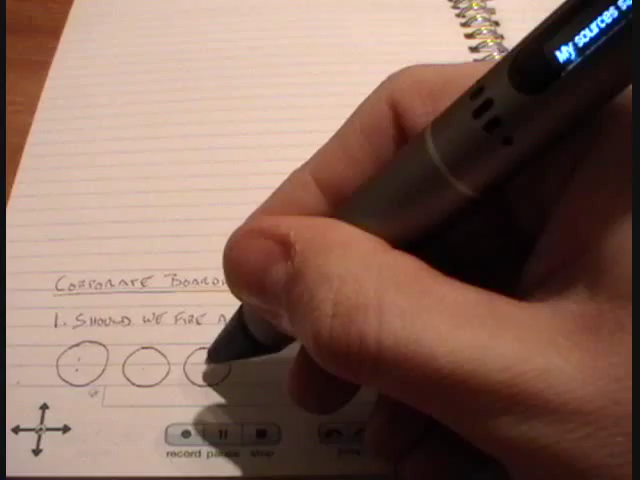 My sources s
CORPORATE BOARD
1. SHOULD WE FIRE A
record pause stop